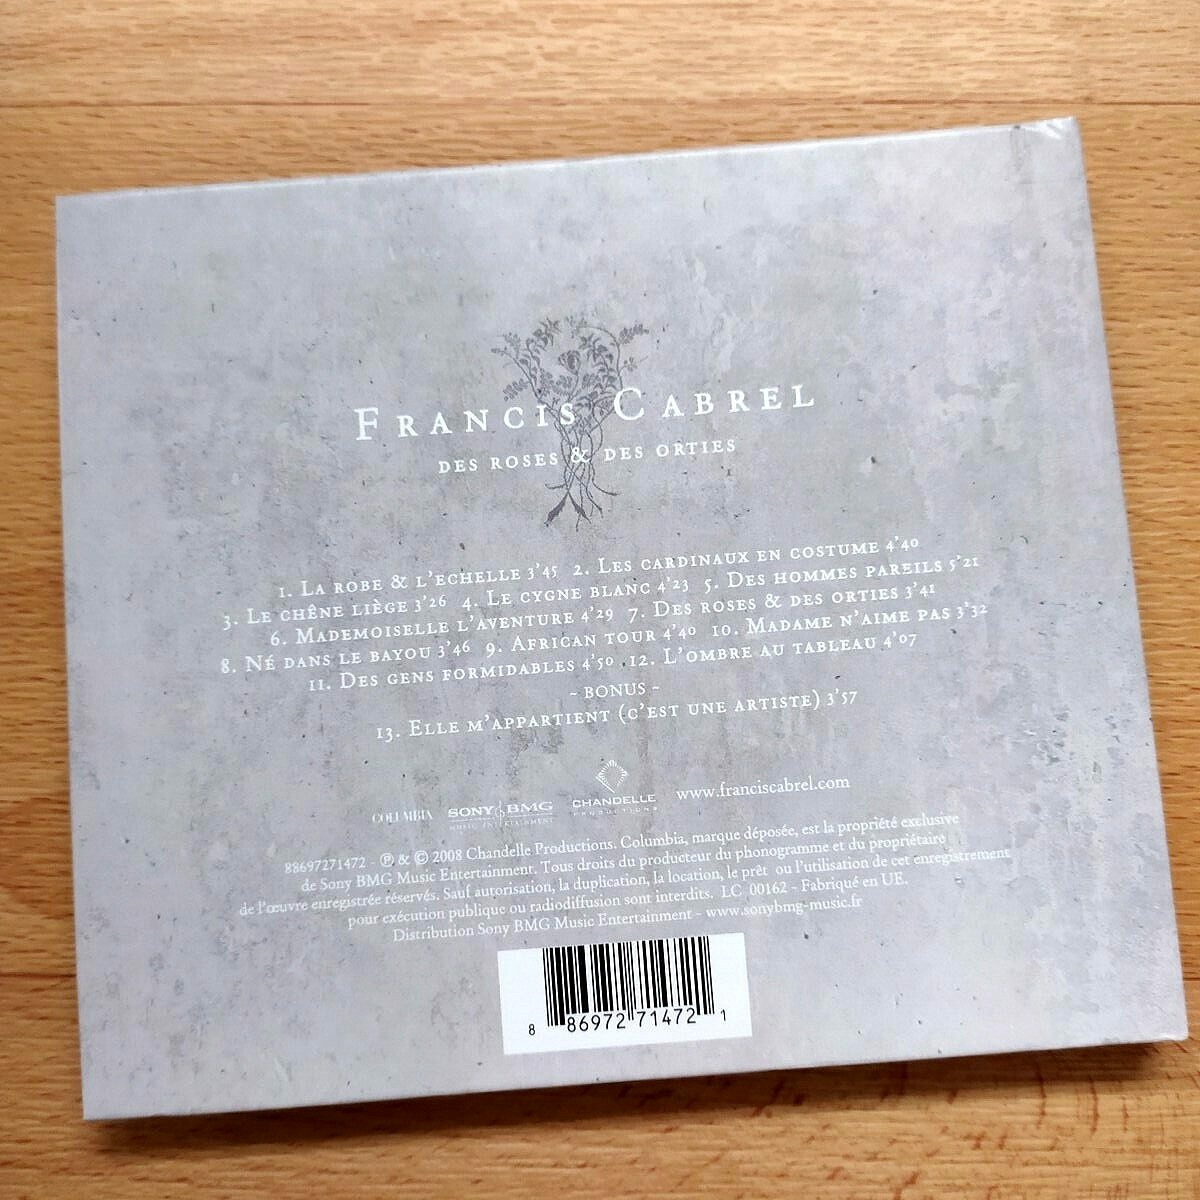 Francis Cabrel
des roses & des orties
1. La robe & l'echelle 3'45 2. Les cardinaux en costume 4'40
3. Le chêne liège 3'26 4. Le cygne blanc 4'23 5. Des hommes pareils 5'21
6. Mademoiselle l'aventure 4'29 7. Des roses & des orties 3'41
8. Né dans le bayou 3'46 9. African tour 4'40 10. Madame n'aime pas 3'32
11. Des gens formidables 4'50 .12. L'ombre au tableau 4'07
- BONUS -
13. Elle m'appartient (c'est une artiste) 3'57
COLUMBIA SONY BMG CHANDELLE www.franciscabrel.com
MUSIC ENTERTAINMENT PRODUCTIONS
88697271472 - ℗ & © 2008 Chandelle Productions. Columbia, marque déposée, est la propriété exclusive
de Sony BMG Music Entertainment. Tous droits du producteur du phonogramme et du propriétaire
de l'œuvre enregistrée réservés. Sauf autorisation, la duplication, la location, le prêt ou l'utilisation de cet enregistrement
pour exécution publique ou radiodiffusion sont interdits. LC 00162 - Fabriqué en UE.
Distribution Sony BMG Music Entertainment - www.sonybmg-music.fr
8 86972 71472 1